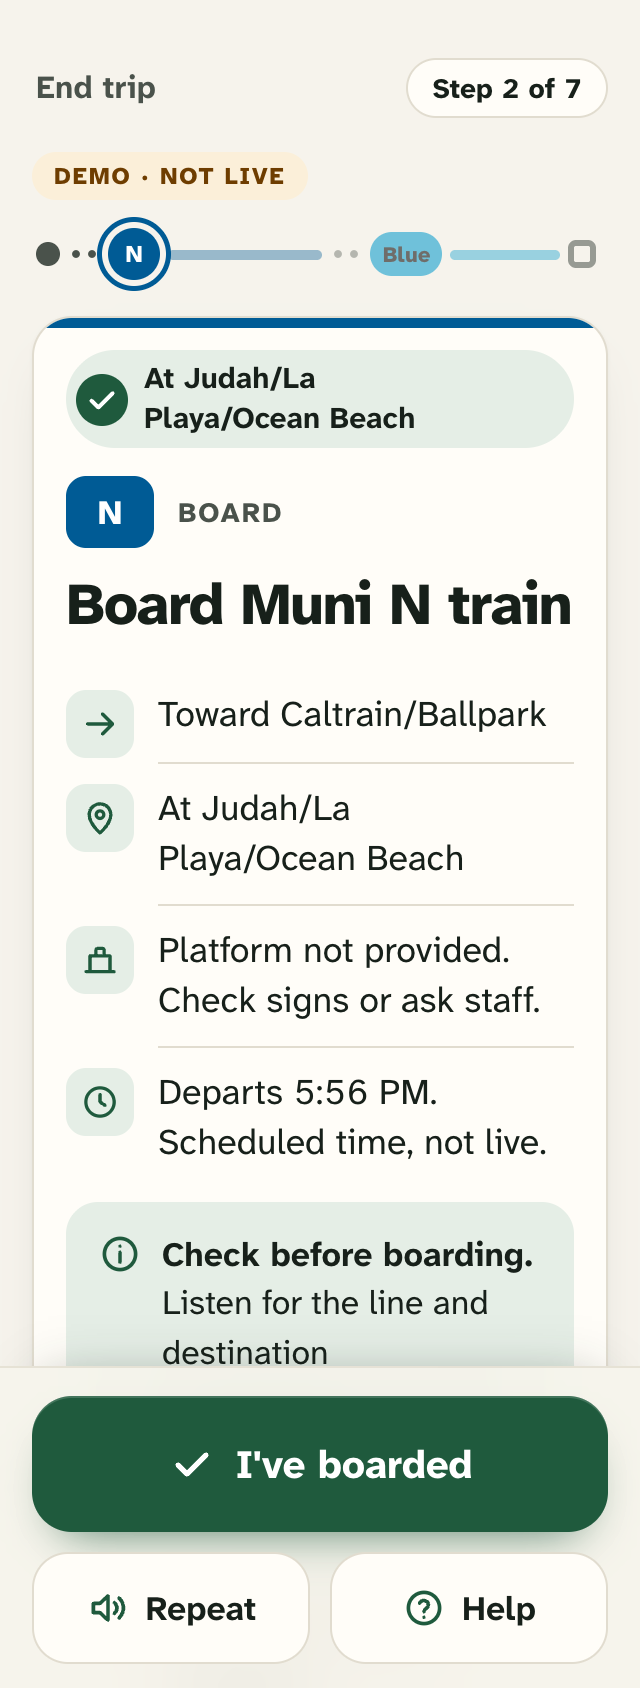 End trip
Step 2 of 7
DEMO · NOT LIVE
N
Blue
At Judah/La
Playa/Ocean Beach
N
BOARD
Board Muni N train
Toward Caltrain/Ballpark
At Judah/La
Playa/Ocean Beach
Platform not provided.
Check signs or ask staff.
Departs 5:56 PM.
Scheduled time, not live.
Check before boarding.
Listen for the line and
destination
I've boarded
Repeat
Help